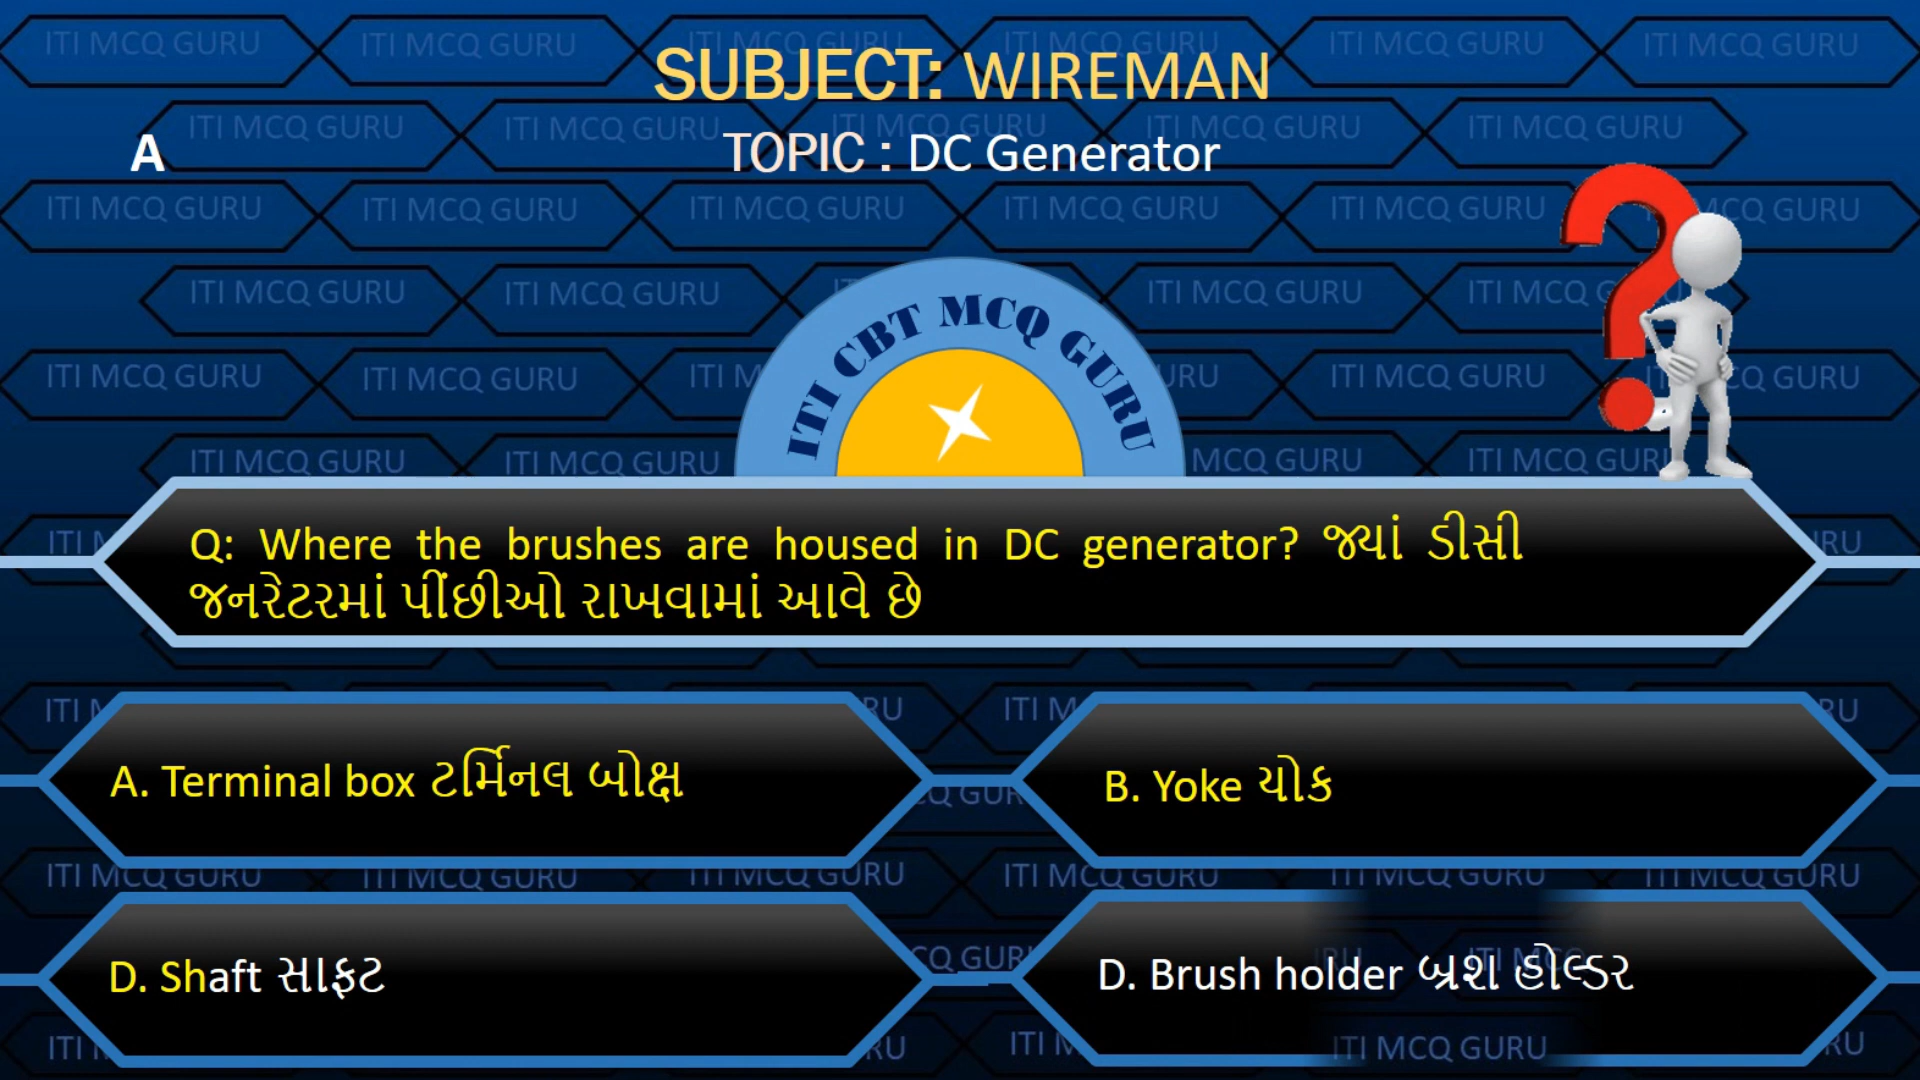 SUBJECT: WIREMAN
A
TOPIC : DC Generator
ITI CBT MCQ GURU
Q: Where the brushes are housed in DC generator? જ્યાં ડીસી
જનરેટરમાં પીંછીઓ રાખવામાં આવે છે
A. Terminal box ટર્મિનલ બોક્ષ
B. Yoke યોક
D. Shaft સાફટ
D. Brush holder બ્રશ હોલ્ડર
ITI MCQ GURU